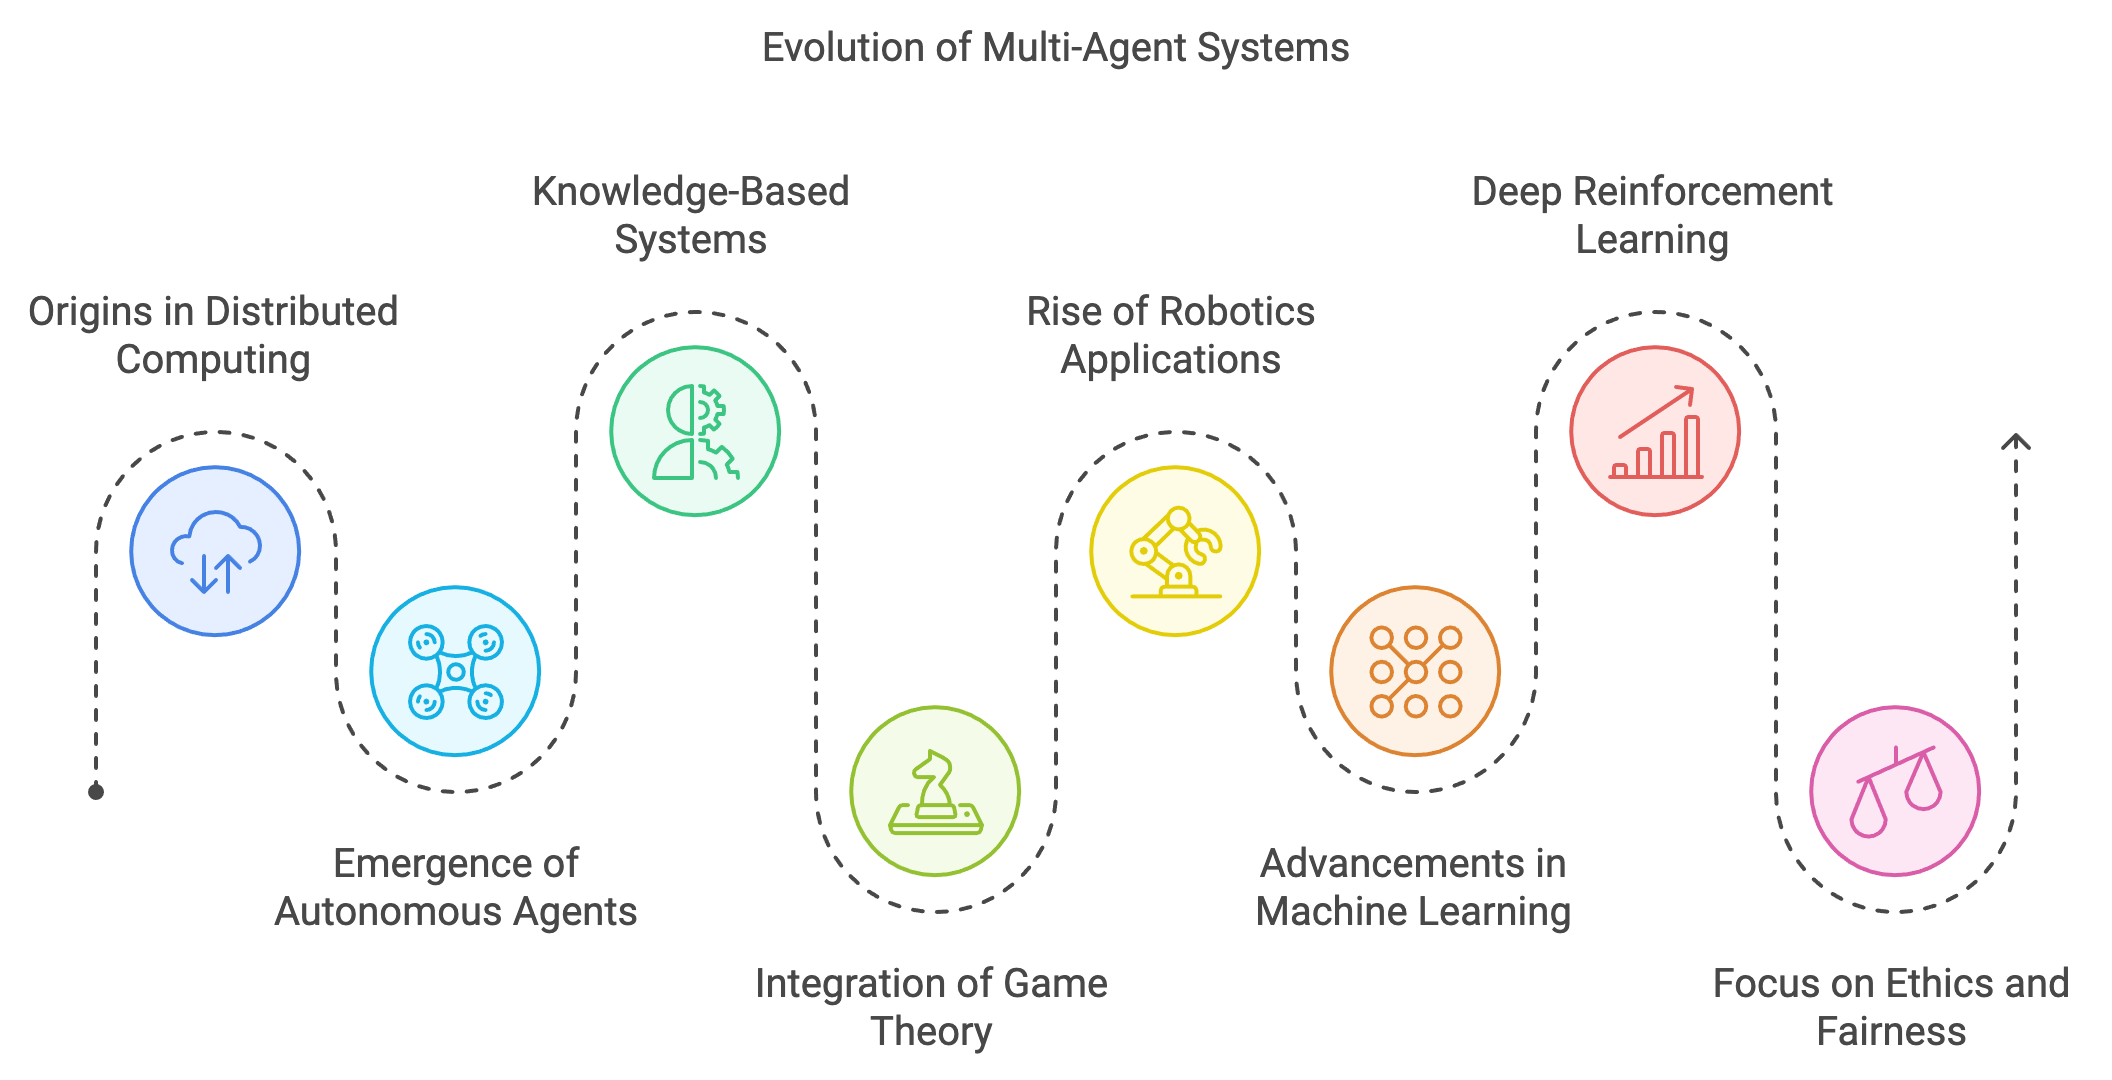 Evolution of Multi-Agent Systems
Origins in Distributed
Computing
Emergence of
Autonomous Agents
Knowledge-Based
Systems
Integration of Game
Theory
Rise of Robotics
Applications
Advancements in
Machine Learning
Deep Reinforcement
Learning
Focus on Ethics and
Fairness